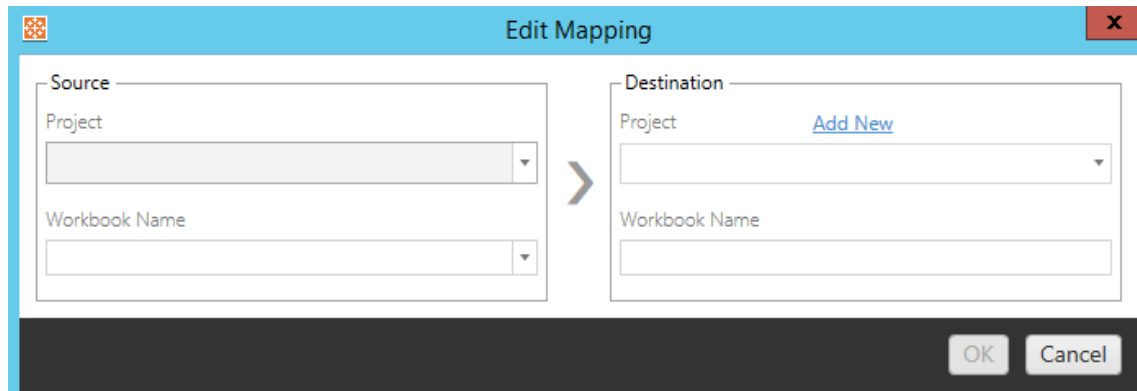 Edit Mapping
x
Source
Project
Workbook Name
Destination
Project Add New
Workbook Name
OK Cancel